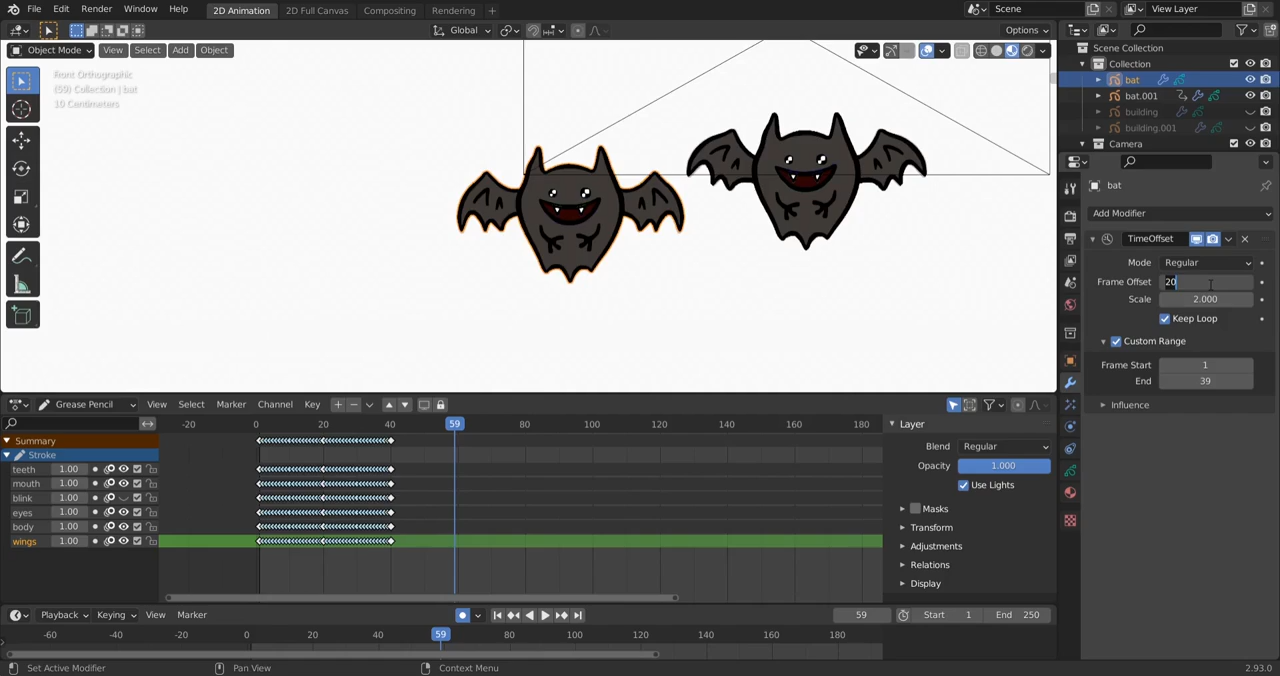 File Edit Render Window Help 2D Animation 2D Full Canvas Compositing Rendering + Scene View Layer
Global Options
Object Mode View Select Add Object
Front Orthographic
(59) Collection | bat
10 Centimeters
Scene Collection
Collection
bat
bat.001
building
building.001
Camera
bat
Add Modifier
TimeOffset
Mode Regular
Frame Offset 20
Scale 2.000
Keep Loop
Custom Range
Frame Start 1
End 39
Influence
Grease Pencil View Select Marker Channel Key
-20 0 20 40 59 80 100 120 140 160 180
Summary
Stroke
teeth 1.00
mouth 1.00
blink 1.00
eyes 1.00
body 1.00
wings 1.00
Layer
Blend Regular
Opacity 1.000
Use Lights
Masks
Transform
Adjustments
Relations
Display
Playback Keying View Marker 59 Start 1 End 250
-60 -40 -20 0 20 40 59 80 100 120 140 160 180
Set Active Modifier Pan View Context Menu 2.93.0